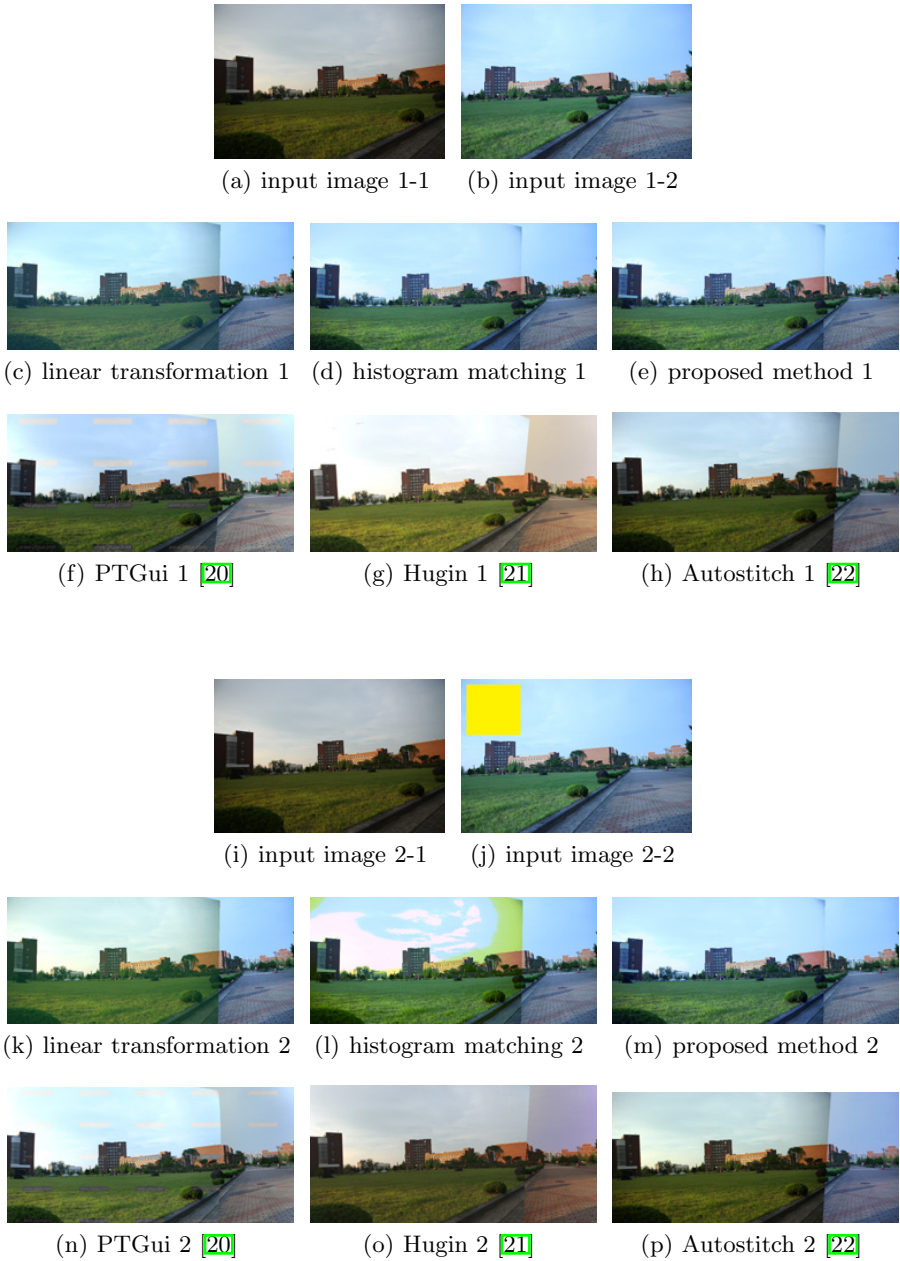 (a) input image 1-1
(b) input image 1-2
(c) linear transformation 1
(d) histogram matching 1
(e) proposed method 1
(f) PTGui 1 [20]
(g) Hugin 1 [21]
(h) Autostitch 1 [22]
(i) input image 2-1
(j) input image 2-2
(k) linear transformation 2
(l) histogram matching 2
(m) proposed method 2
(n) PTGui 2 [20]
(o) Hugin 2 [21]
(p) Autostitch 2 [22]